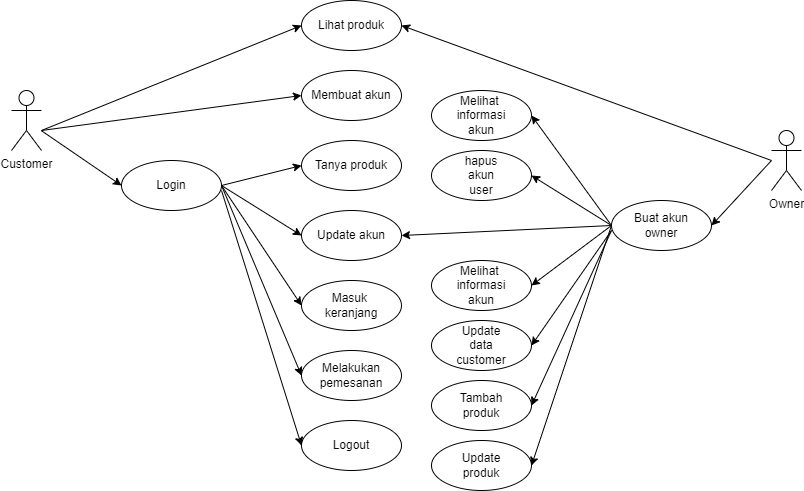 Lihat produk
Membuat akun
Melihat
informasi
akun
Customer
Tanya produk
hapus
akun
user
Login
Owner
Update akun
Buat akun
owner
Masuk
keranjang
Melihat
informasi
akun
Update
data
customer
Melakukan
pemesanan
Tambah
produk
Logout
Update
produk